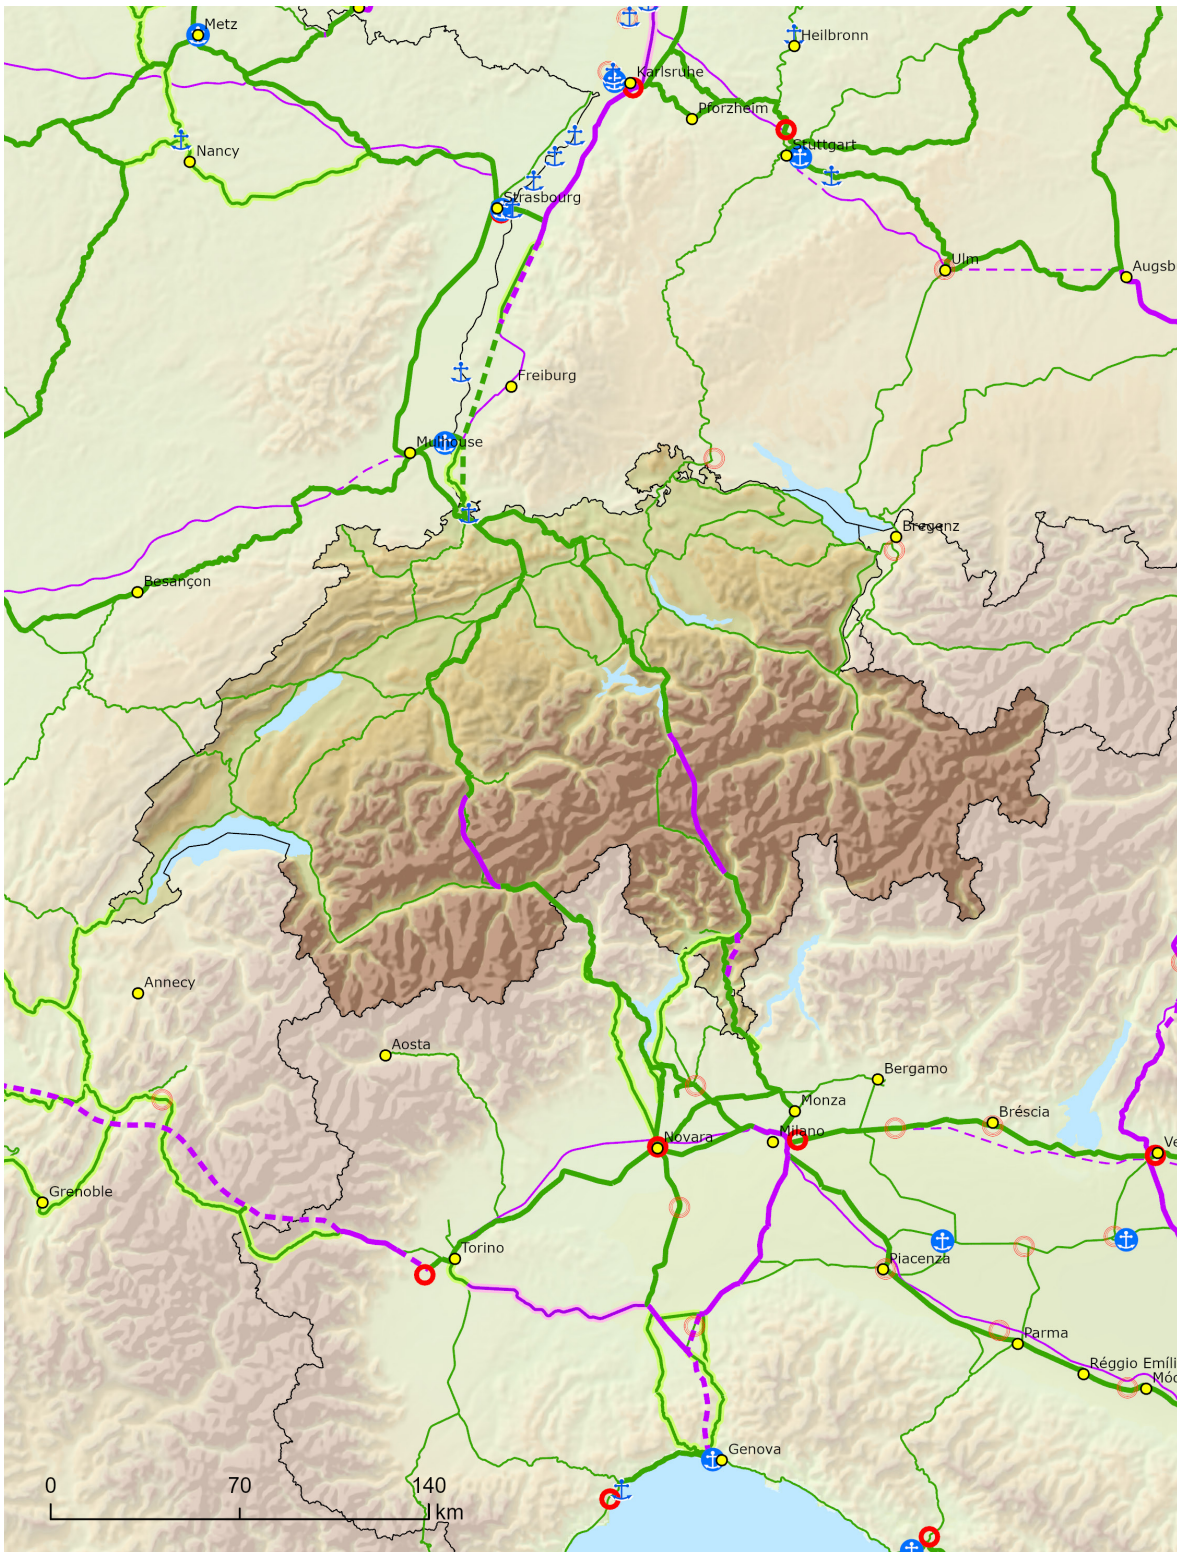 Metz
Heilbronn
Karlsruhe
Pforzheim
Stuttgart
Nancy
Strasbourg
Ulm
Augsb
Freiburg
Mulhouse
Bregenz
Besançon
Annecy
Aosta
Bergamo
Monza
Bréscia
Novara
Milano
Ve
Grenoble
Torino
Piacenza
Parma
Réggio Emíli
Mód
Genova
0 70 140
km